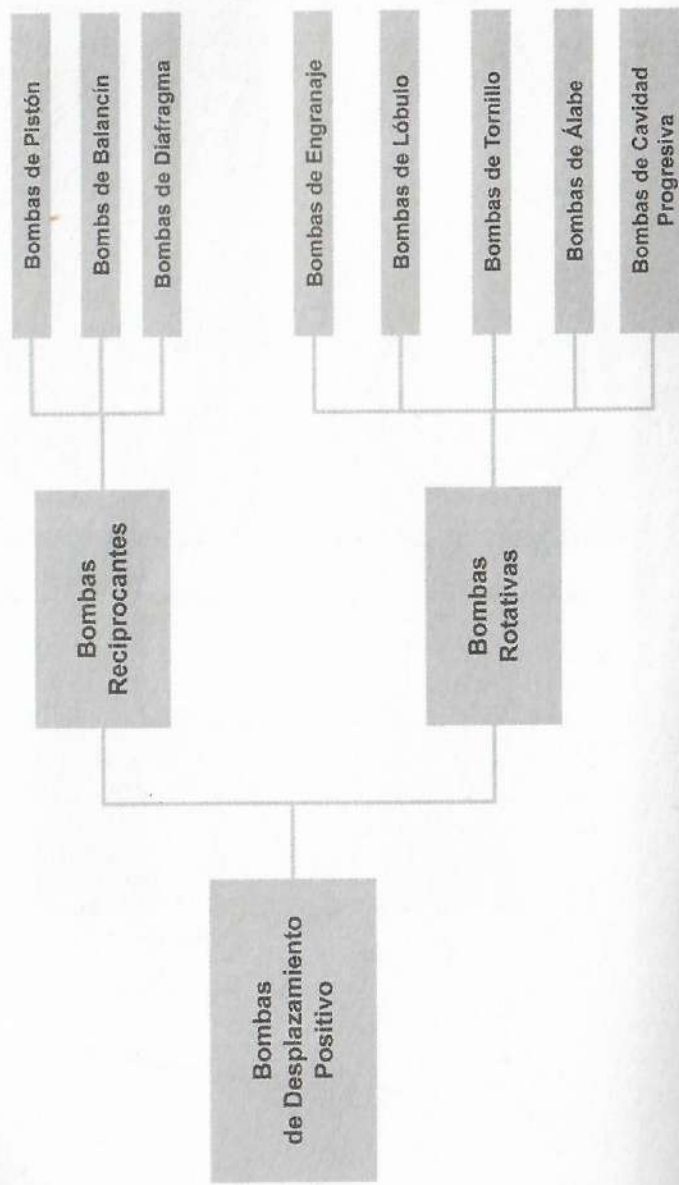 Bombas
de Desplazamiento
Positivo
Bombas
Reciprocantes
Bombas de Pistón
Bombs de Balancín
Bombas de Diafragma
Bombas
Rotativas
Bombas de Engranaje
Bombas de Lóbulo
Bombas de Tornillo
Bombas de Álabe
Bombas de Cavidad
Progresiva